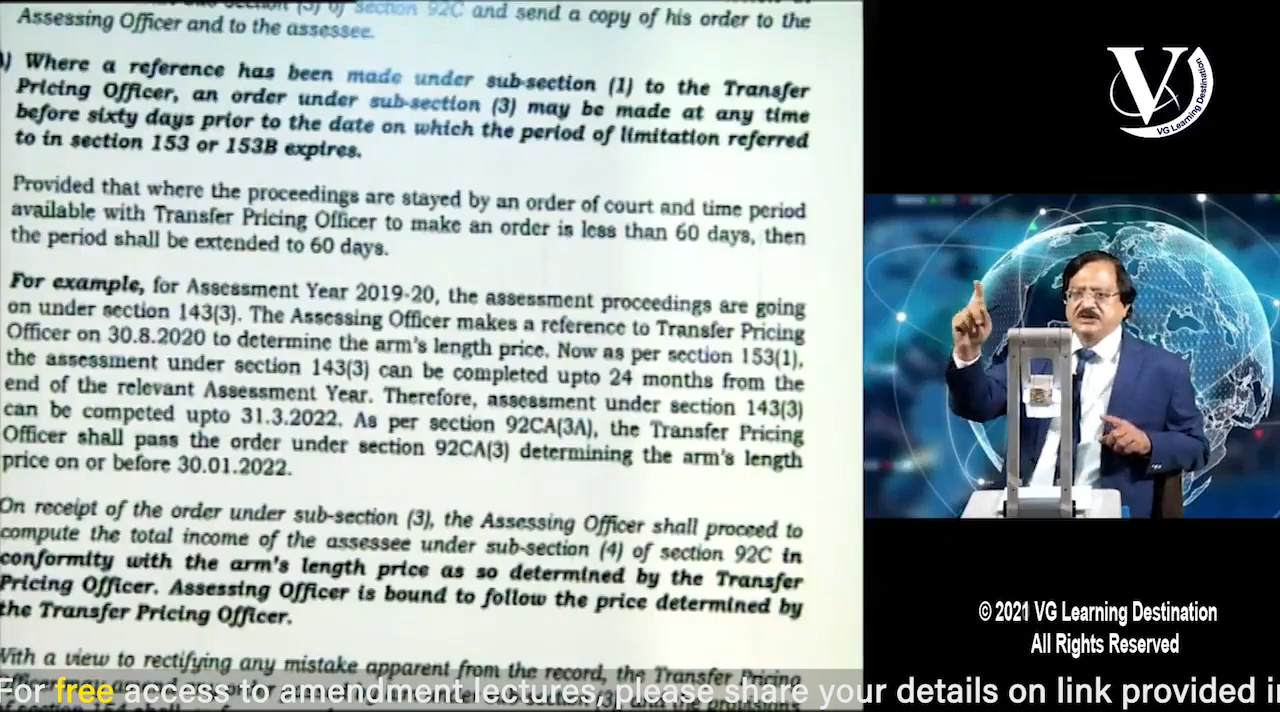 section 92C and send a copy of his order to the
Assessing Officer and to the assessee.
) Where a reference has been made under sub-section (1) to the Transfer
Pricing Officer, an order under sub-section (3) may be made at any time
before sixty days prior to the date on which the period of limitation referred
to in section 153 or 153B expires.
Provided that where the proceedings are stayed by an order of court and time period
available with Transfer Pricing Officer to make an order is less than 60 days, then
the period shall be extended to 60 days.
For example, for Assessment Year 2019-20, the assessment proceedings are going
on under section 143(3). The Assessing Officer makes a reference to Transfer Pricing
Officer on 30.8.2020 to determine the arm's length price. Now as per section 153(1),
the assessment under section 143(3) can be completed upto 24 months from the
end of the relevant Assessment Year. Therefore, assessment under section 143(3)
can be competed upto 31.3.2022. As per section 92CA(3A), the Transfer Pricing
Officer shall pass the order under section 92CA(3) determining the arm's length
price on or before 30.01.2022.
On receipt of the order under sub-section (3), the Assessing Officer shall proceed to
compute the total income of the assessee under sub-section (4) of section 92C in
conformity with the arm's length price as so determined by the Transfer
Pricing Officer. Assessing Officer is bound to follow the price determined by
the Transfer Pricing Officer.
With a view to rectifying any mistake apparent from the record, the Transfer Pricing
V
VG Learning Destination
© 2021 VG Learning Destination
All Rights Reserved
For free access to amendment lectures, please share your details on link provided i